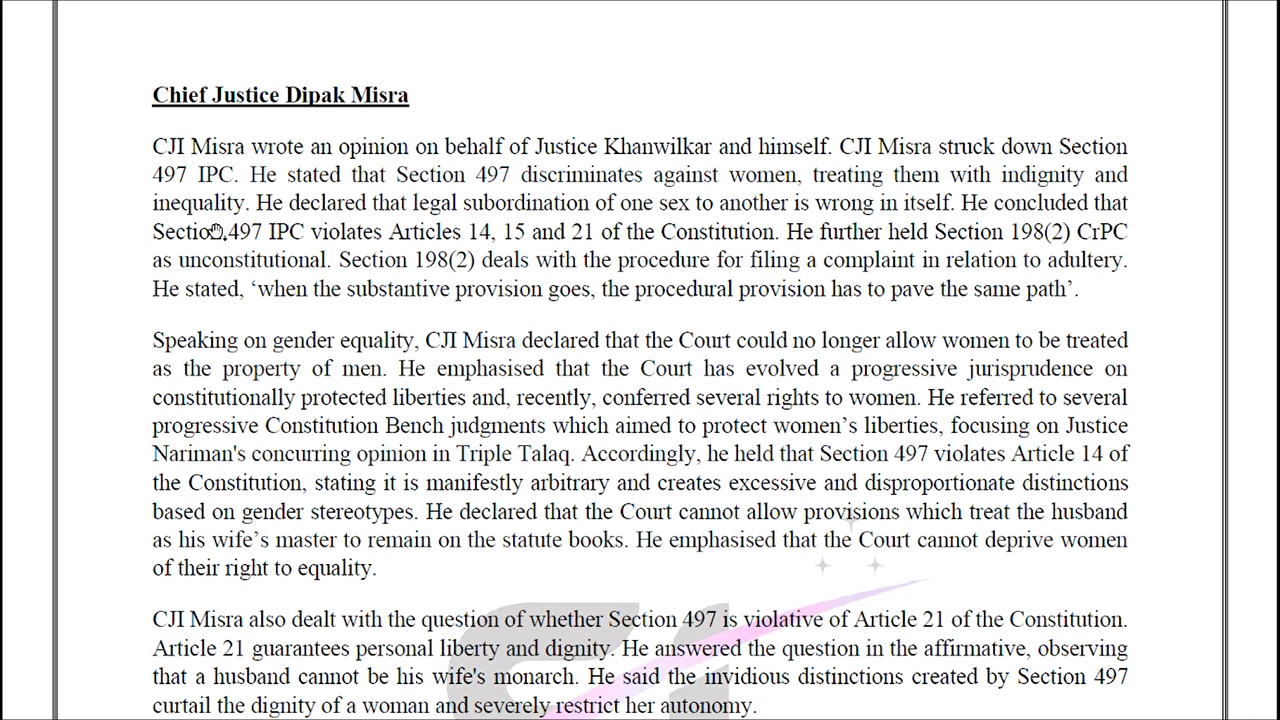 Chief Justice Dipak Misra
CJI Misra wrote an opinion on behalf of Justice Khanwilkar and himself. CJI Misra struck down Section
497 IPC. He stated that Section 497 discriminates against women, treating them with indignity and
inequality. He declared that legal subordination of one sex to another is wrong in itself. He concluded that
Section 497 IPC violates Articles 14, 15 and 21 of the Constitution. He further held Section 198(2) CrPC
as unconstitutional. Section 198(2) deals with the procedure for filing a complaint in relation to adultery.
He stated, ‘when the substantive provision goes, the procedural provision has to pave the same path’.
Speaking on gender equality, CJI Misra declared that the Court could no longer allow women to be treated
as the property of men. He emphasised that the Court has evolved a progressive jurisprudence on
constitutionally protected liberties and, recently, conferred several rights to women. He referred to several
progressive Constitution Bench judgments which aimed to protect women’s liberties, focusing on Justice
Nariman's concurring opinion in Triple Talaq. Accordingly, he held that Section 497 violates Article 14 of
the Constitution, stating it is manifestly arbitrary and creates excessive and disproportionate distinctions
based on gender stereotypes. He declared that the Court cannot allow provisions which treat the husband
as his wife’s master to remain on the statute books. He emphasised that the Court cannot deprive women
of their right to equality.
CJI Misra also dealt with the question of whether Section 497 is violative of Article 21 of the Constitution.
Article 21 guarantees personal liberty and dignity. He answered the question in the affirmative, observing
that a husband cannot be his wife's monarch. He said the invidious distinctions created by Section 497
curtail the dignity of a woman and severely restrict her autonomy.